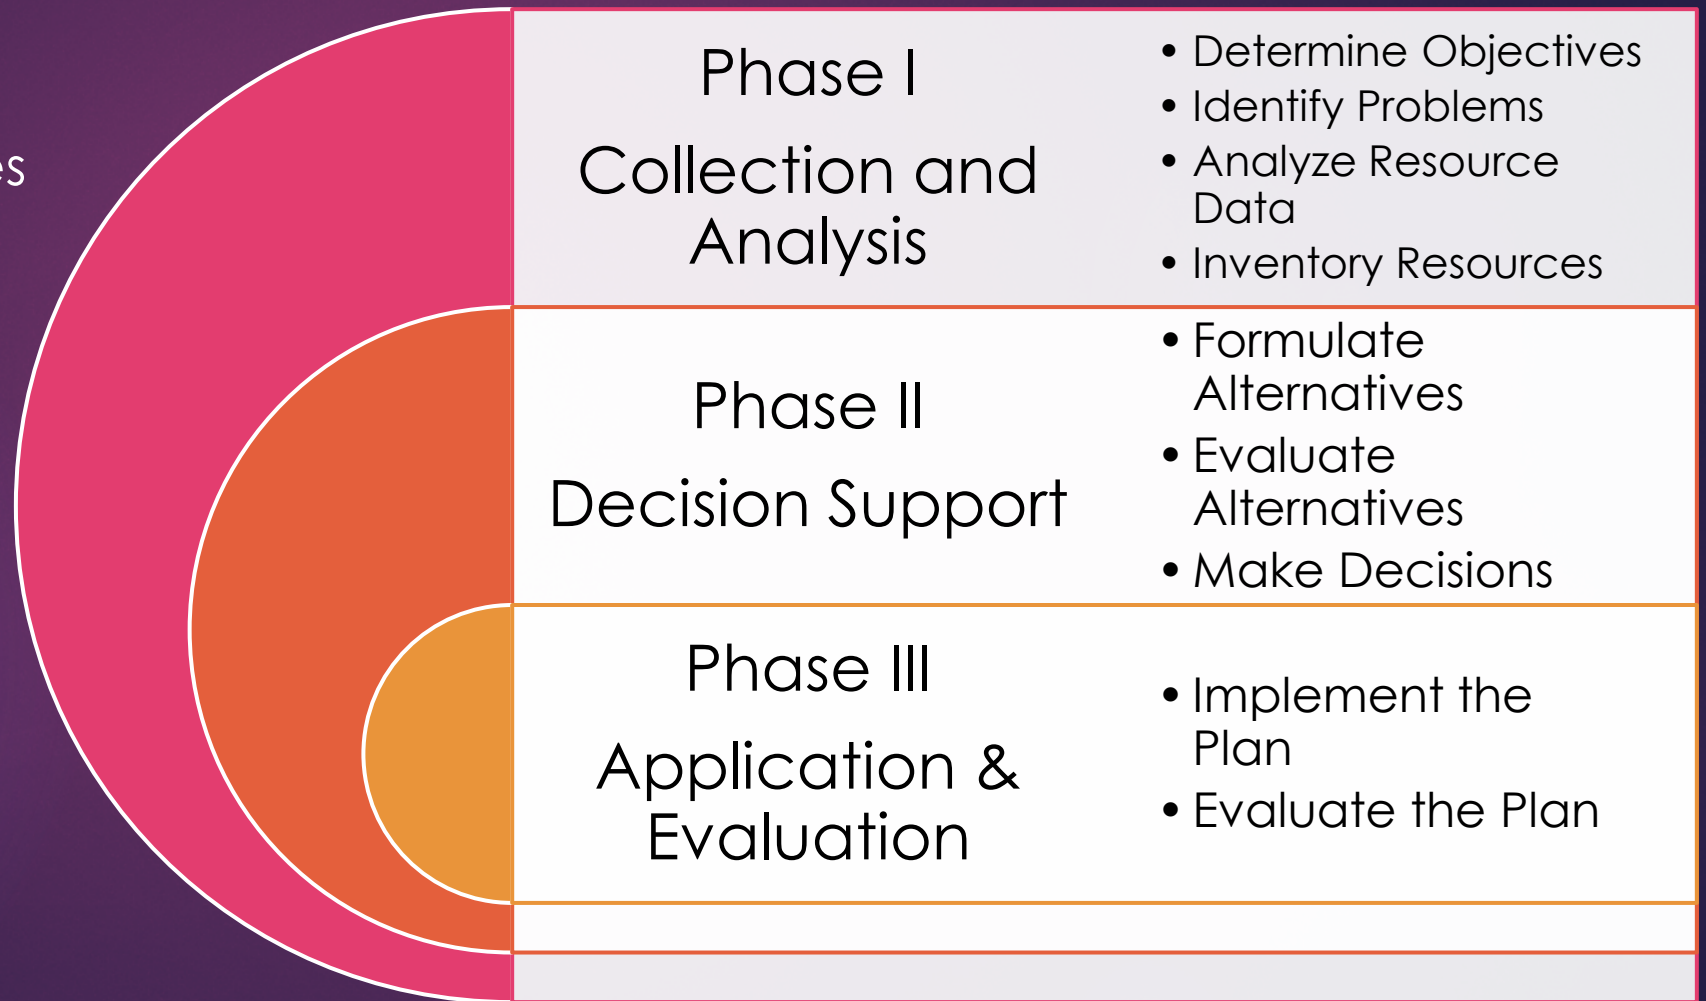 Phase I
Collection and
Analysis
• Determine Objectives
• Identify Problems
• Analyze Resource
Data
• Inventory Resources
Phase II
Decision Support
• Formulate
Alternatives
• Evaluate
Alternatives
• Make Decisions
Phase III
Application &
Evaluation
• Implement the
Plan
• Evaluate the Plan